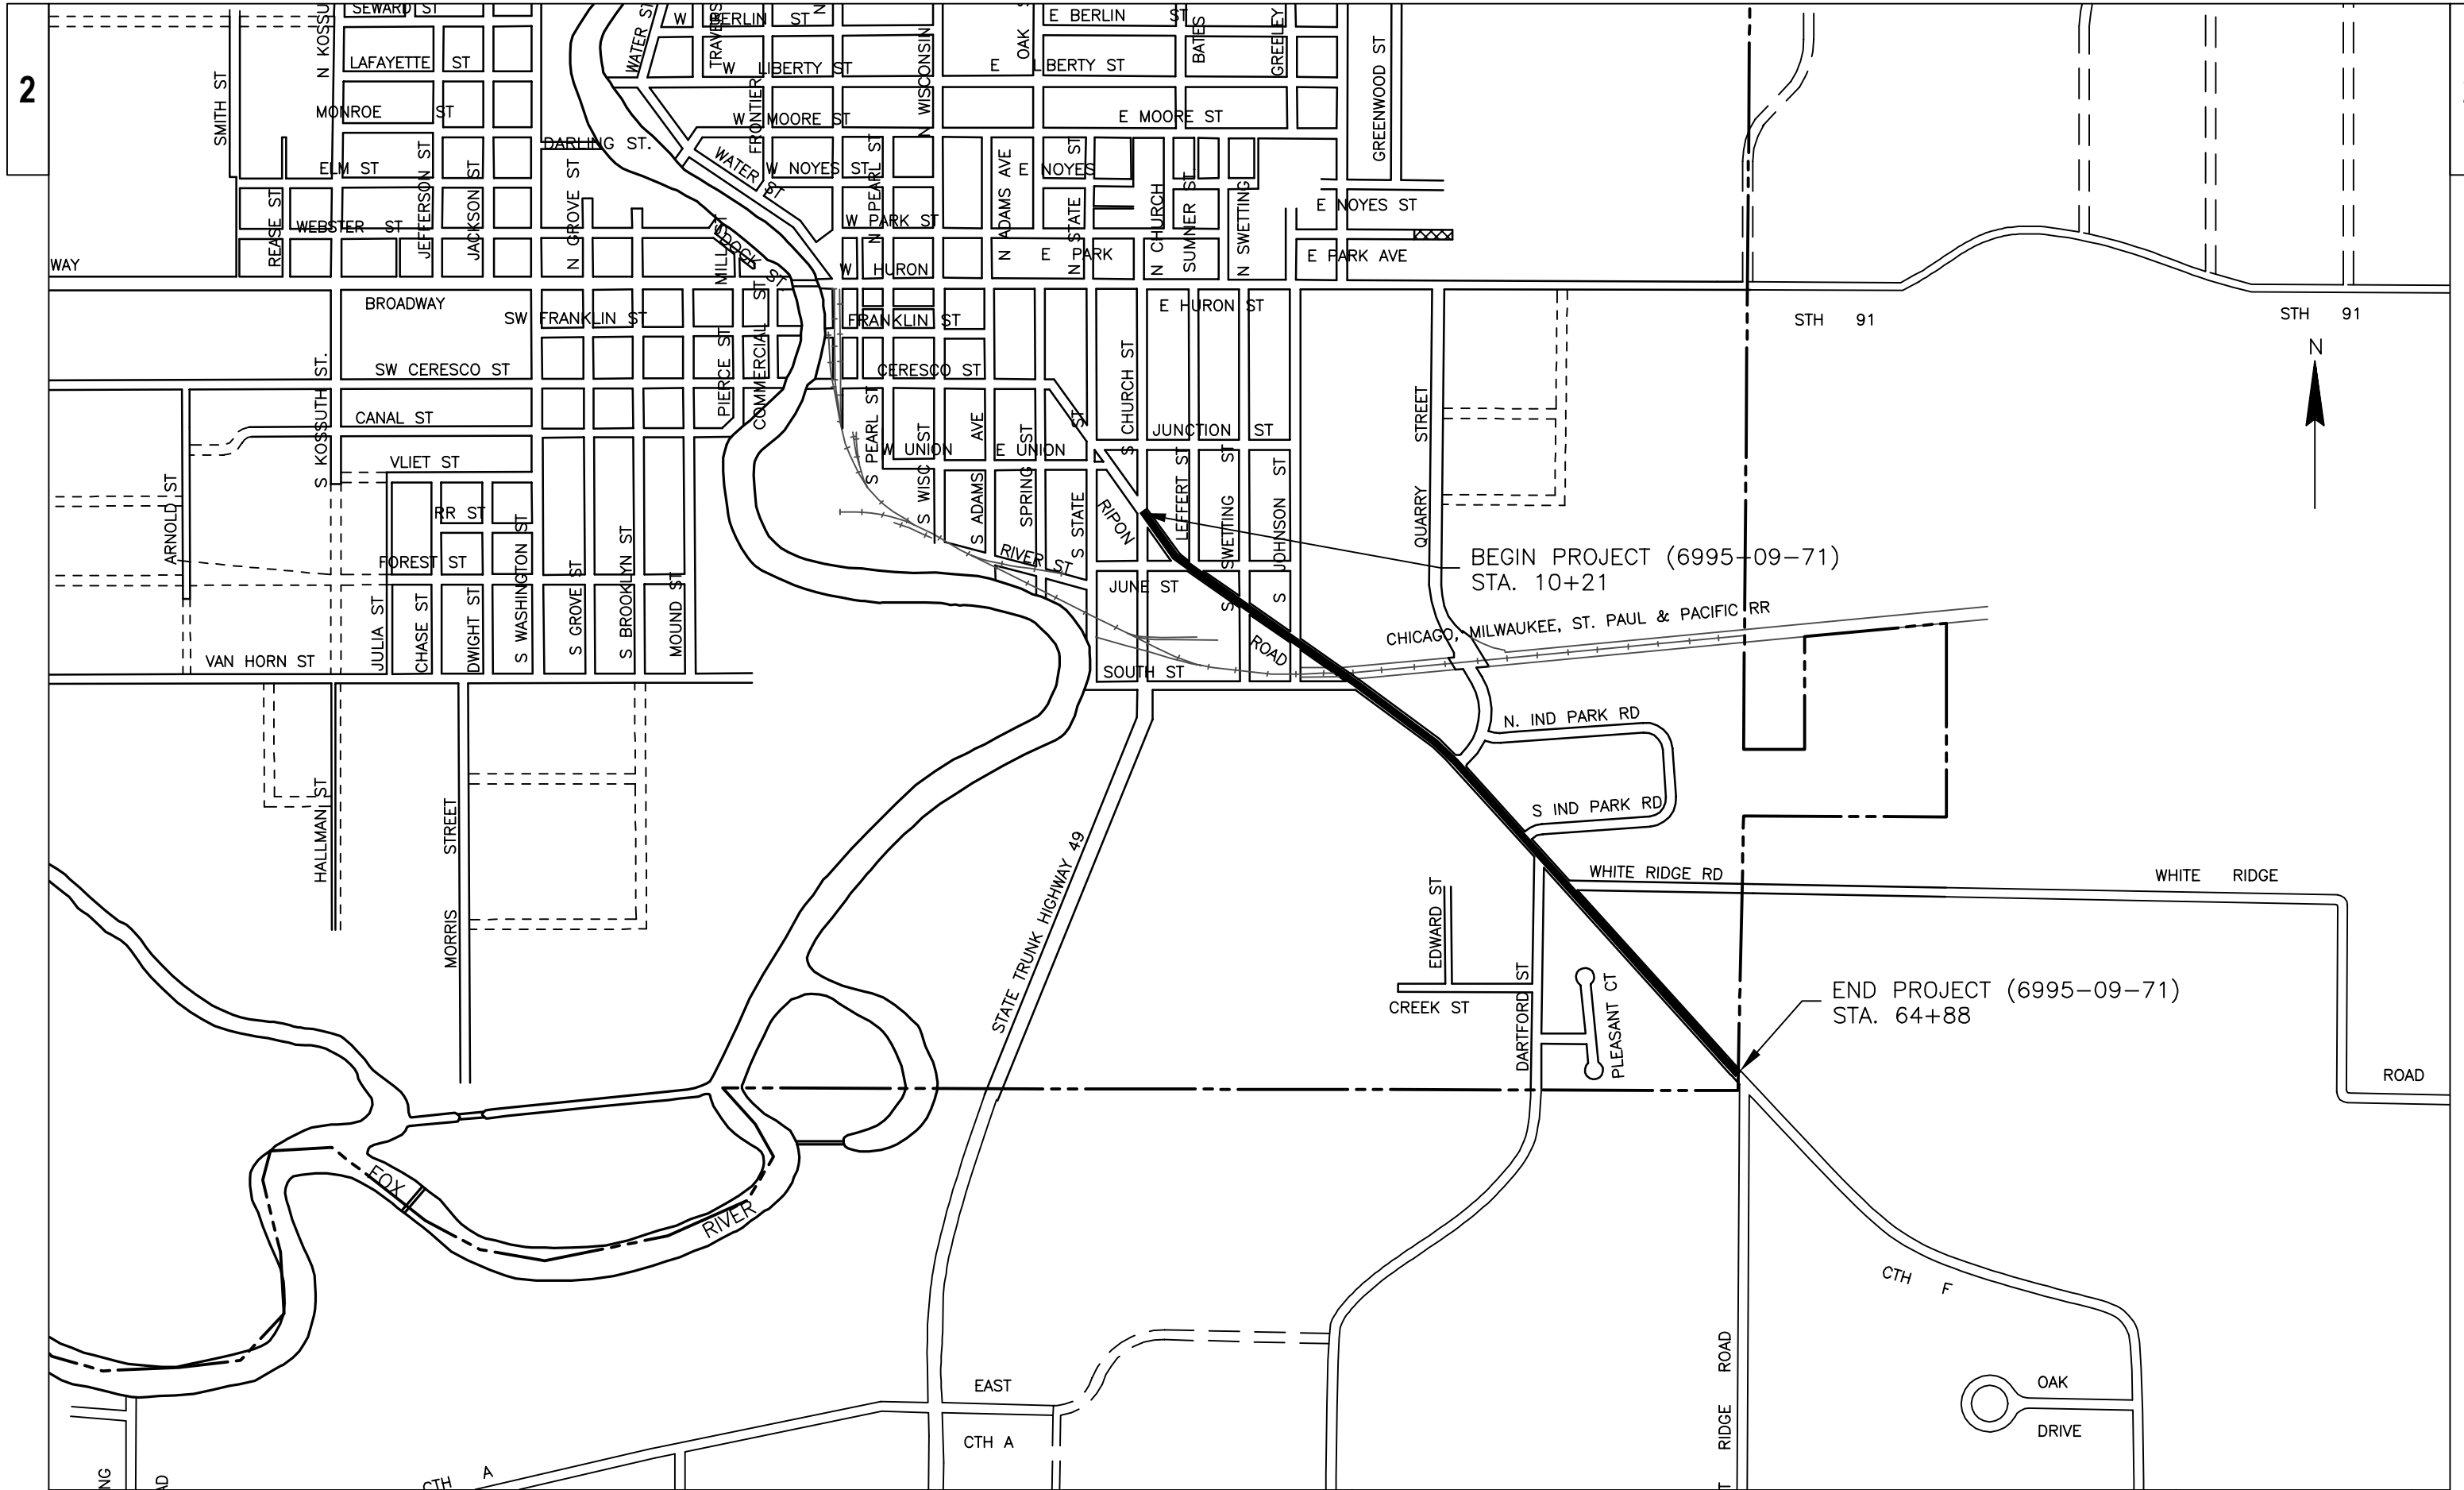 2
SEWARD ST
N KOSSU
SMITH ST
LAFAYETTE ST
MONROE ST
ELM ST
WEBSTER ST
REASE ST
JEFFERSON ST
JACKSON ST
N GROVE ST
DARLING ST.
WATER ST
WATER ST
W BERLIN ST
E BERLIN ST
TRAVERS
N
FRONTIER
W LIBERTY ST
E LIBERTY ST
N WISCONSIN
OAK S
BATES
GREELEY
GREENWOOD ST
W MOORE ST
E MOORE ST
W NOYES ST
E NOYES
E NOYES ST
N PEARL ST
N ADAMS AVE
N STATE ST
N CHURCH
SUMNER ST
N SWETTING
W PARK ST
E PARK
E PARK AVE
MILL ST
W HURON
E HURON ST
WAY
BROADWAY
SW FRANKLIN ST
FRANKLIN ST
SW CERESCO ST
CERESCO ST
PIERCE ST
COMMERCIAL ST
CANAL ST
VLIET ST
S KOSSUTH ST.
ARNOLD ST
RR ST
FOREST ST
JULIA ST
CHASE ST
DWIGHT ST
S WASHINGTON ST
S GROVE ST
S BROOKLYN ST
MOUND ST
VAN HORN ST
S PEARL ST
S WISC ST
S ADAMS AVE
SPRING ST
S STATE ST
W UNION
E UNION
RIVER ST
S CHURCH ST
JUNCTION ST
LEFFERT ST
S SWETTING ST
S JOHNSON ST
RIPON
ROAD
JUNE ST
SOUTH ST
QUARRY STREET
STH 91
STH 91
N
BEGIN PROJECT (6995-09-71)
STA. 10+21
CHICAGO, MILWAUKEE, ST. PAUL & PACIFIC RR
N. IND PARK RD
S IND PARK RD
WHITE RIDGE RD
WHITE RIDGE
ROAD
HALLMAN ST
MORRIS STREET
STATE TRUNK HIGHWAY 49
EDWARD ST
CREEK ST
DARTFORD ST
PLEASANT CT
END PROJECT (6995-09-71)
STA. 64+88
FOX
RIVER
CTH F
RIDGE ROAD
OAK
DRIVE
EAST
CTH A
CTH A
NG
AD
T